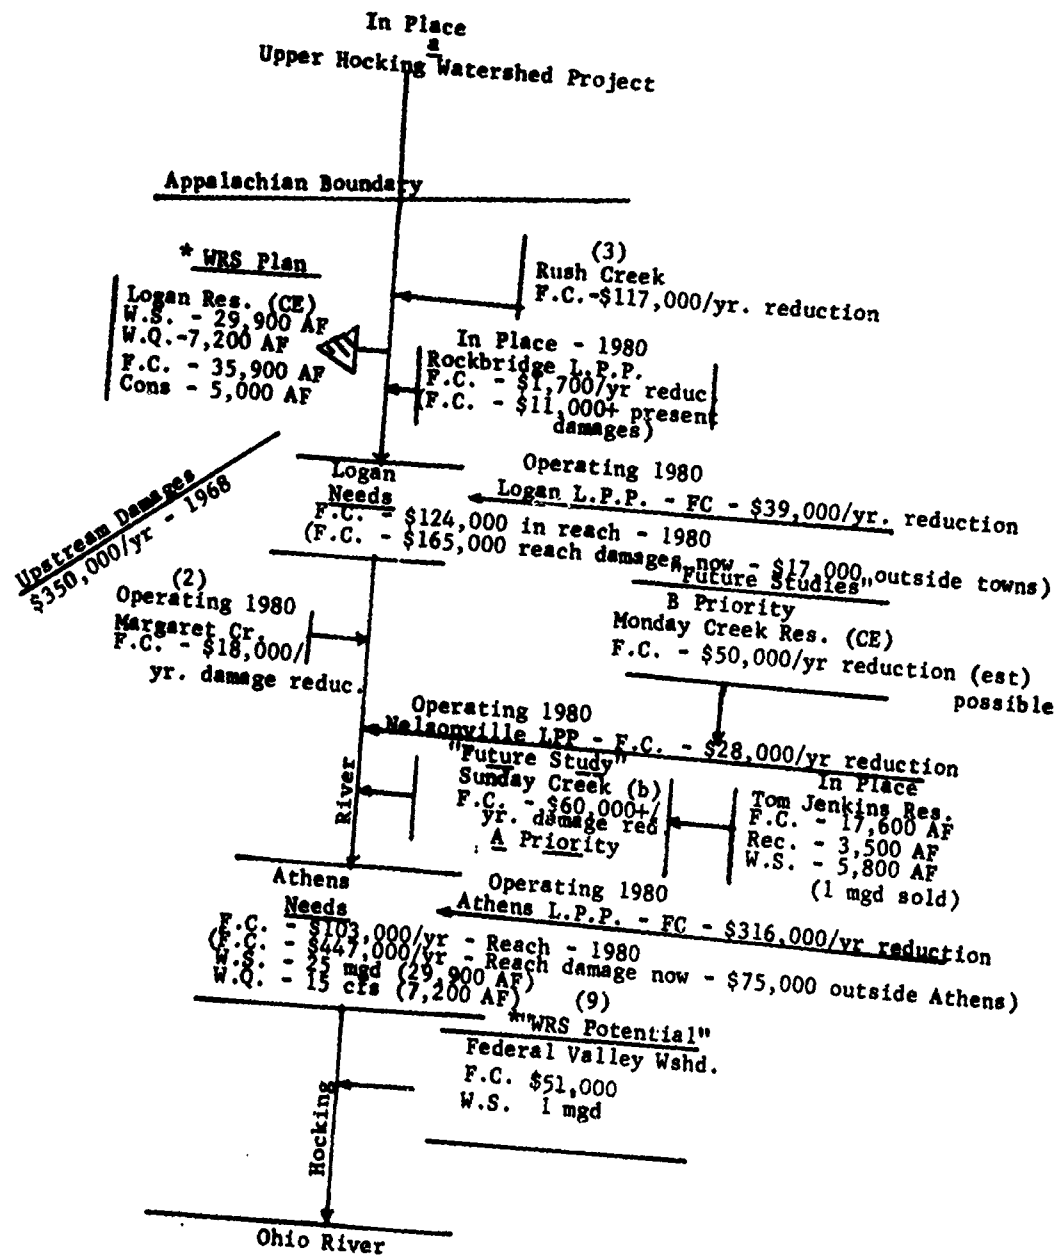 In Place
a
Upper Hocking Watershed Project
Appalachian Boundary
* WRS Plan
Logan Res. (CE)
W.S. - 29,900 AF
W.Q.-7,200 AF
F.C. - 35,900 AF
Cons - 5,000 AF
(3)
Rush Creek
F.C.-$117,000/yr. reduction
In Place - 1980
Rockbridge L.P.P.
F.C. - $1,700/yr reduc
(F.C. - $11,000+ present
damages)
Upstream Damages
$350,000/yr - 1968
Logan
Needs
F.C. - $124,000 in reach - 1980
(F.C. - $165,000 reach damages now - $17,000 outside towns)
Operating 1980
Logan L.P.P. - FC - $39,000/yr. reduction
(2)
Operating 1980
Margaret Cr.
F.C. - $18,000/
yr. damage reduc.
"Future Studies"
B Priority
Monday Creek Res. (CE)
F.C. - $50,000/yr reduction (est)
possible
Operating 1980
Nelsonville LPP - F.C. - $28,000/yr reduction
"Future Study"
Sunday Creek (b)
F.C. - $60,000+/
yr. damage red
A Priority
In Place
Tom Jenkins Res.
F.C. - 17,600 AF
Rec. - 3,500 AF
W.S. - 5,800 AF
(1 mgd sold)
River
Athens
Needs
F.C. - $103,000/yr - Reach - 1980
(F.C. - $447,000/yr - Reach damage now - $75,000 outside Athens)
W.S. - 25 mgd (29,900 AF)
W.Q. - 15 cfs (7,200 AF)
Operating 1980
Athens L.P.P. - FC - $316,000/yr reduction
(9)
*"WRS Potential"
Federal Valley Wshd.
F.C. $51,000
W.S. 1 mgd
Hocking
Ohio River